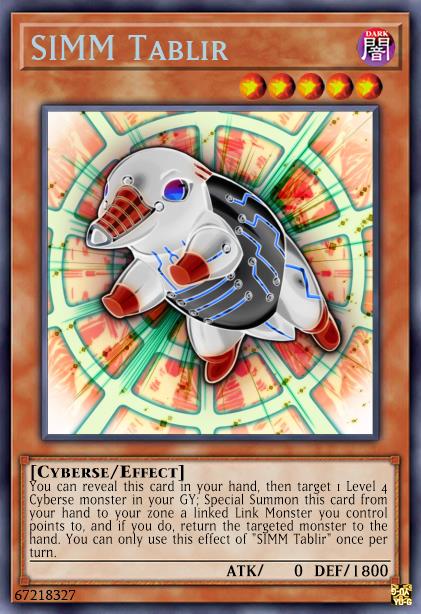 SIMM Tablir
DARK
闇
[Cyberse/Effect]
You can reveal this card in your hand, then target 1 Level 4
Cyberse monster in your GY; Special Summon this card from
your hand to your zone a linked Link Monster you control
points to, and if you do, return the targeted monster to the
hand. You can only use this effect of "SIMM Tablir" once per
turn.
ATK/ 0 DEF/1800
67218327